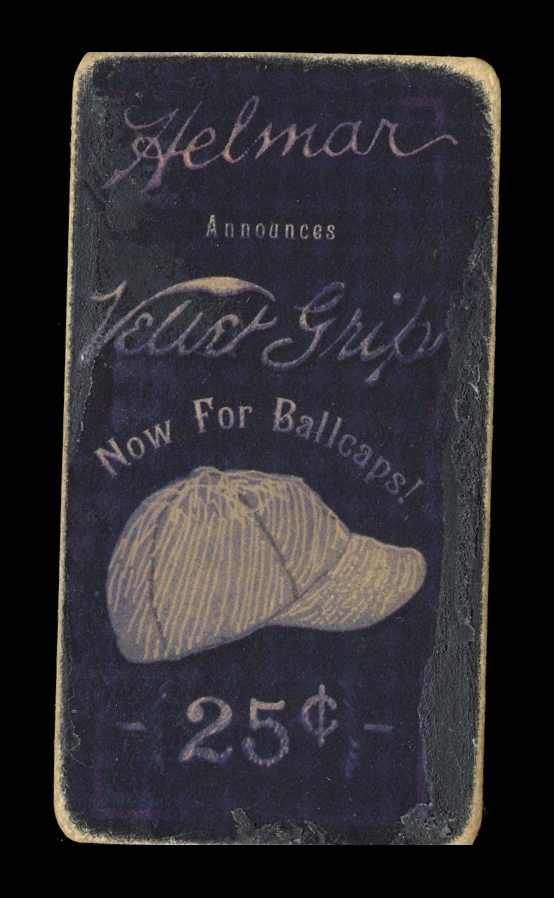 Helmar
Announces
Velvet Grip
Now For Ballcaps!
- 25¢ -